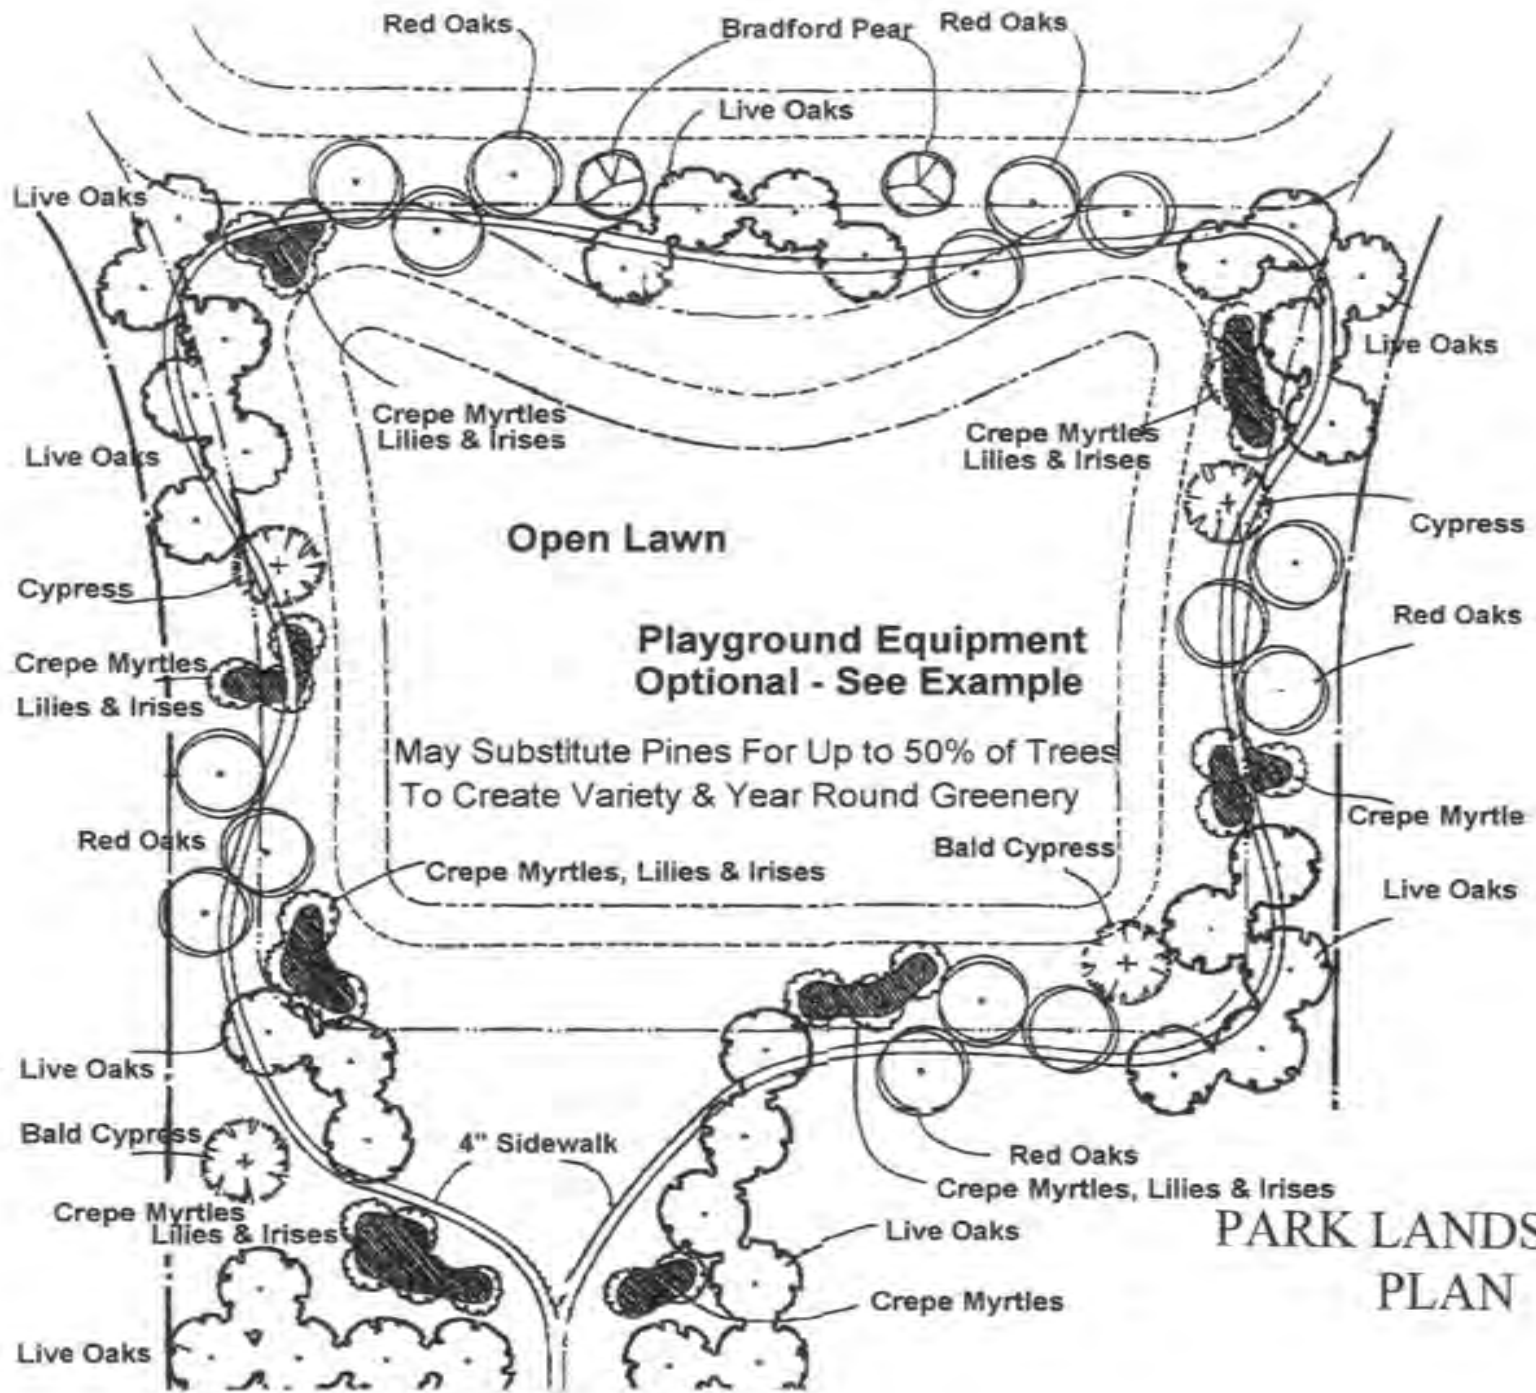 Red Oaks
Bradford Pear
Red Oaks
Live Oaks
Live Oaks
Live Oaks
Crepe Myrtles
Lilies & Irises
Crepe Myrtles
Lilies & Irises
Live Oaks
Open Lawn
Cypress
Cypress
Playground Equipment
Optional - See Example
Red Oaks
Crepe Myrtles
Lilies & Irises
May Substitute Pines For Up to 50% of Trees
To Create Variety & Year Round Greenery
Crepe Myrtle
Red Oaks
Bald Cypress
Crepe Myrtles, Lilies & Irises
Live Oaks
Live Oaks
Bald Cypress
4" Sidewalk
Red Oaks
Crepe Myrtles, Lilies & Irises
Crepe Myrtles
Lilies & Irises
Live Oaks
PARK LANDS
PLAN
Crepe Myrtles
Live Oaks